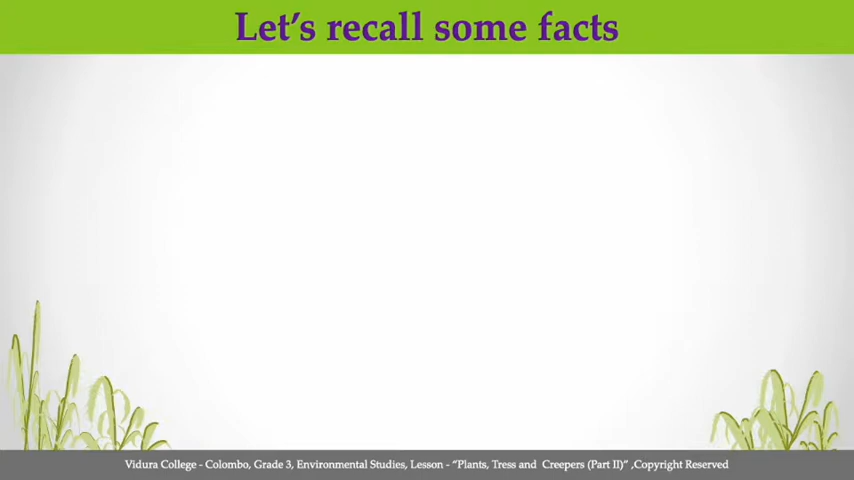 Let’s recall some facts
Vidura College - Colombo, Grade 3, Environmental Studies, Lesson - “Plants, Tress and Creepers (Part II)” ,Copyright Reserved